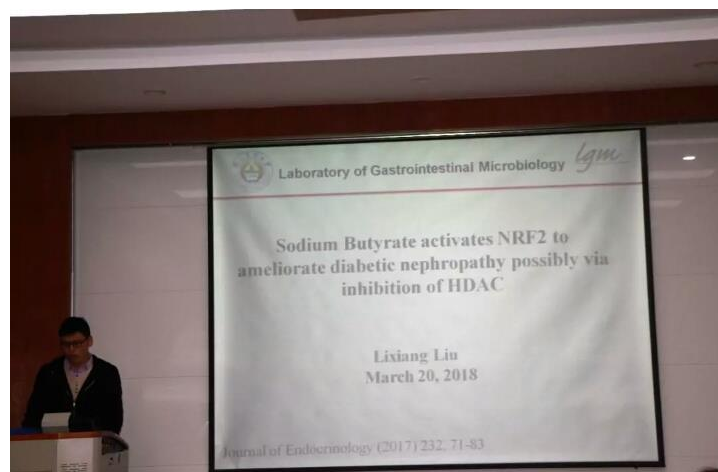 Laboratory of Gastrointestinal Microbiology
lgm
Sodium Butyrate activates NRF2 to
ameliorate diabetic nephropathy possibly via
inhibition of HDAC
Lixiang Liu
March 20, 2018
Journal of Endocrinology (2017) 232, 71-83